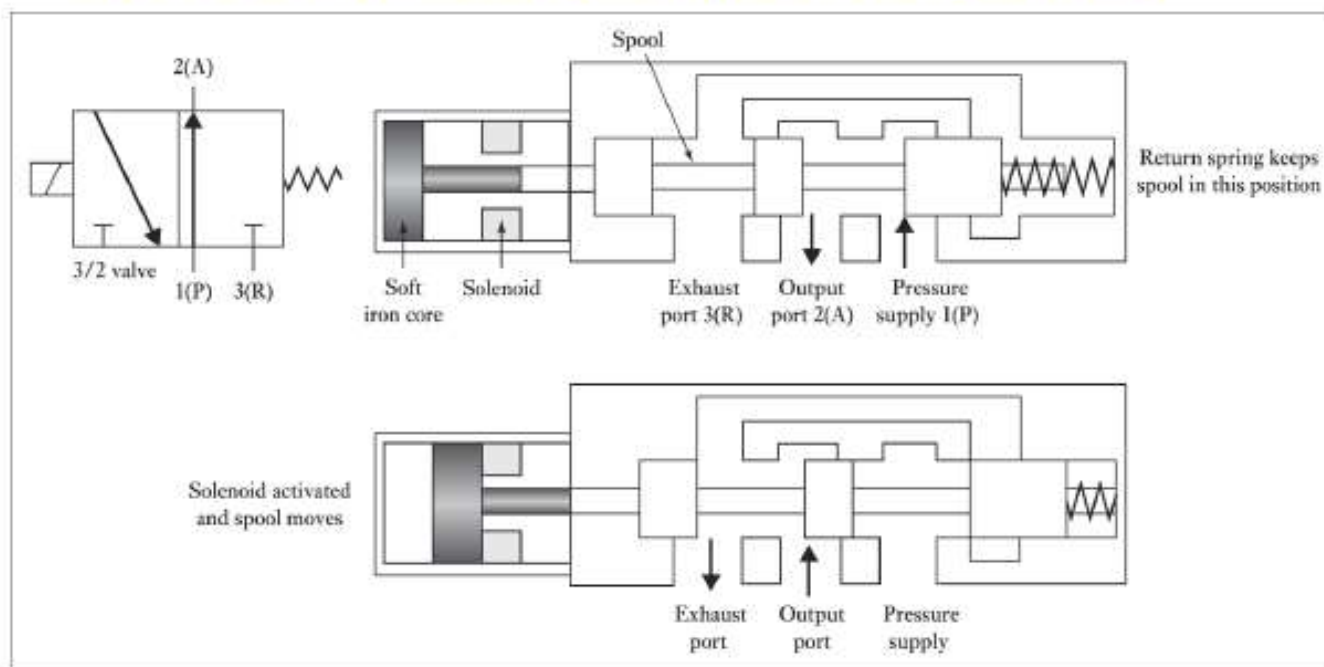 Spool
2(A)
3/2 valve
1(P)
3(R)
Soft
iron core
Solenoid
Exhaust
port 3(R)
Output
port 2(A)
Pressure
supply 1(P)
Return spring keeps
spool in this position
Solenoid activated
and spool moves
Exhaust
port
Output
port
Pressure
supply